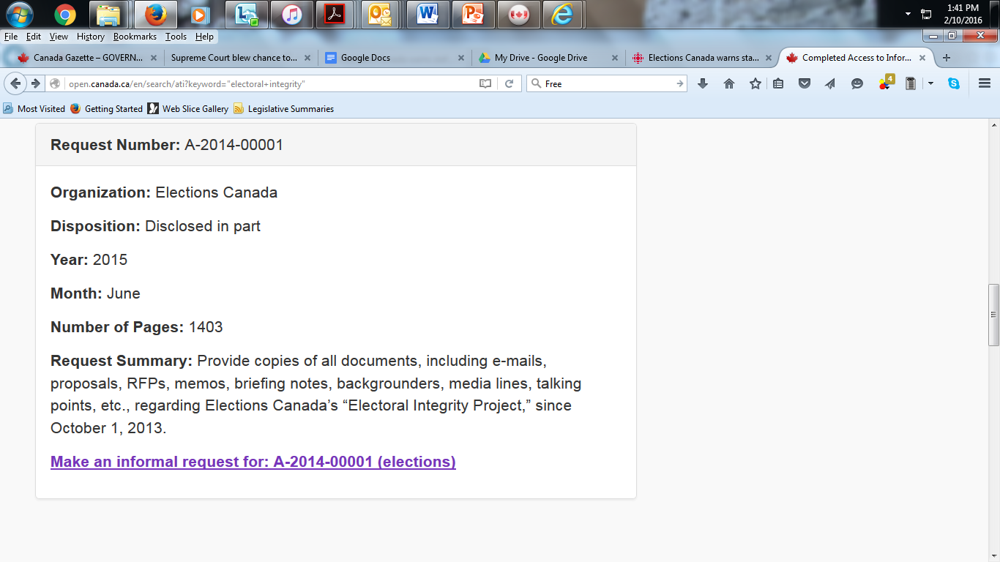 1:41 PM
2/10/2016
File Edit View History Bookmarks Tools Help
Canada Gazette – GOVERN... Supreme Court blew chance to... Google Docs My Drive - Google Drive Elections Canada warns sta... Completed Access to Infor...
open.canada.ca/en/search/ati?keyword="electoral+integrity" Free 4
Most Visited Getting Started Web Slice Gallery Legislative Summaries
Request Number: A-2014-00001
Organization: Elections Canada
Disposition: Disclosed in part
Year: 2015
Month: June
Number of Pages: 1403
Request Summary: Provide copies of all documents, including e-mails,
proposals, RFPs, memos, briefing notes, backgrounders, media lines, talking
points, etc., regarding Elections Canada’s “Electoral Integrity Project,” since
October 1, 2013.
Make an informal request for: A-2014-00001 (elections)